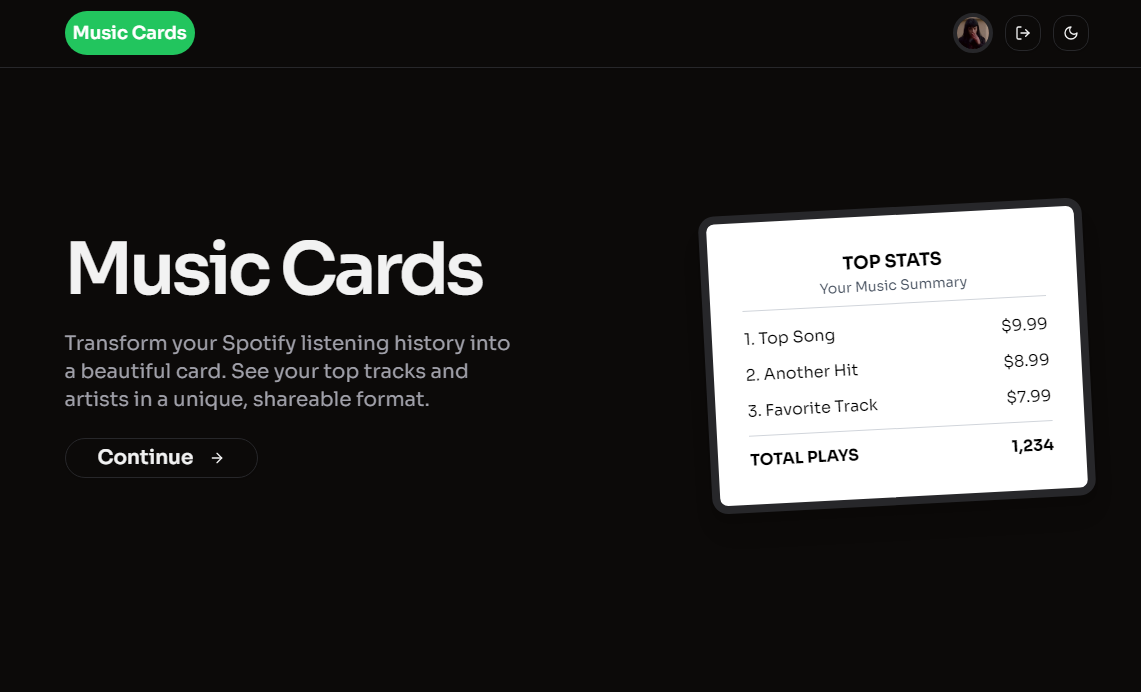 Music Cards
Music Cards
Transform your Spotify listening history into
a beautiful card. See your top tracks and
artists in a unique, shareable format.
Continue
TOP STATS
Your Music Summary
1. Top Song $9.99
2. Another Hit $8.99
3. Favorite Track $7.99
TOTAL PLAYS 1,234